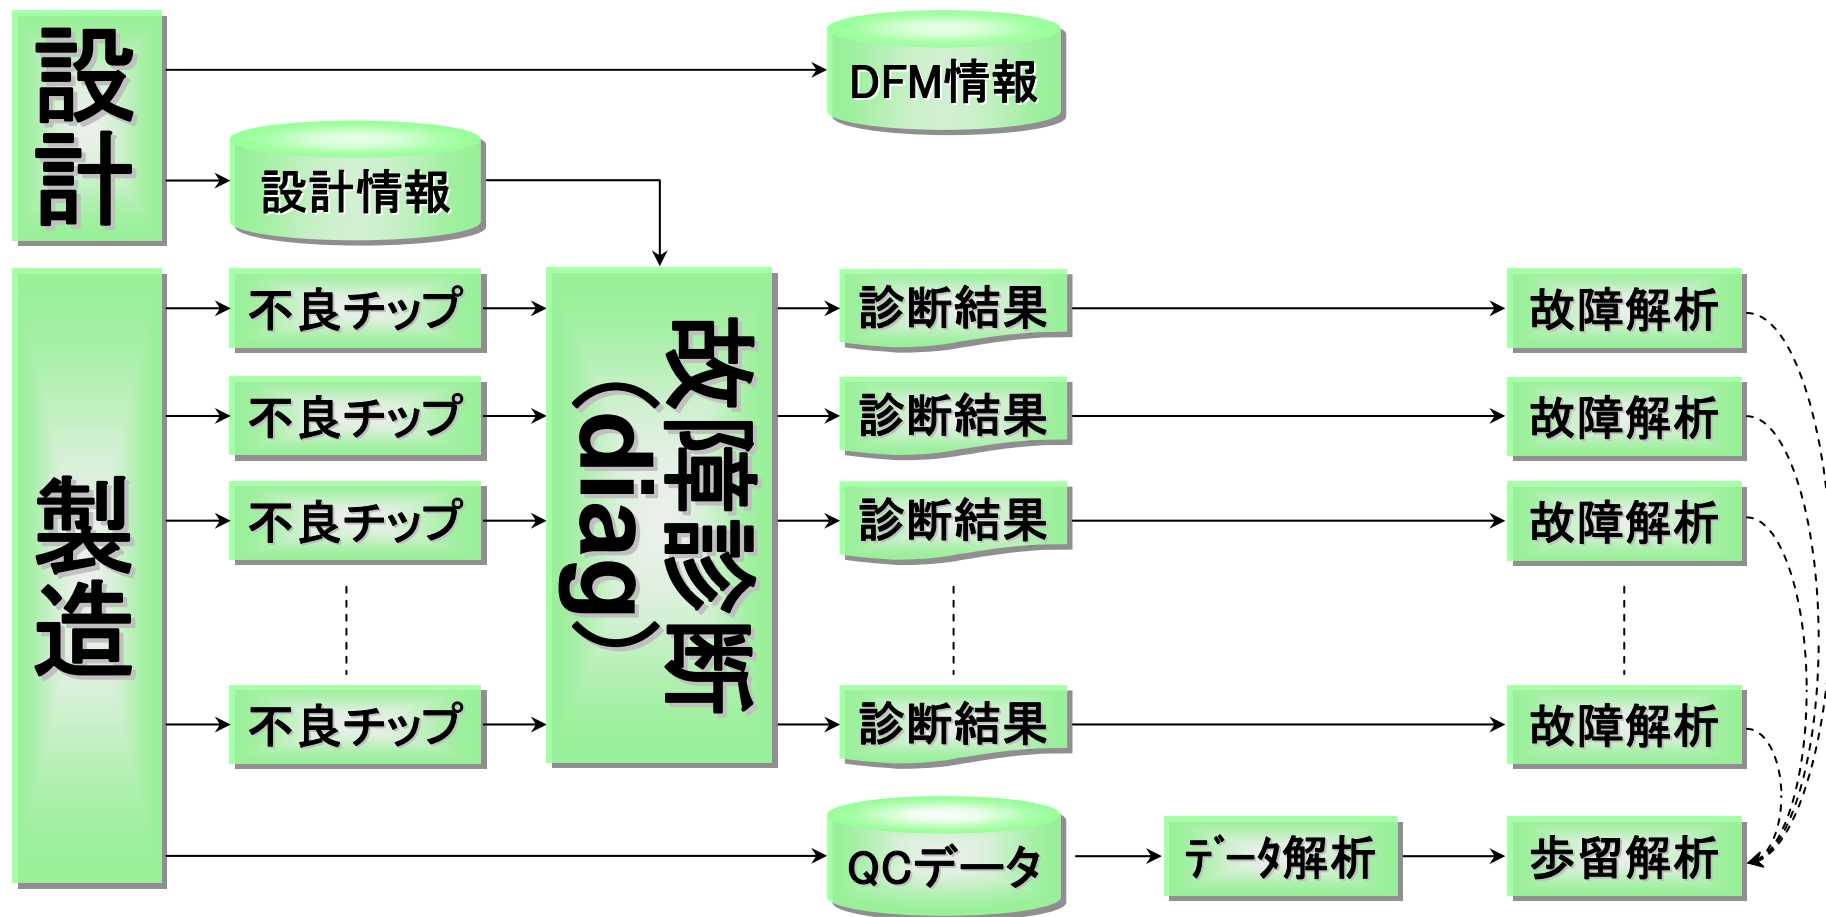 設計
DFM情報
設計情報
製造
不良チップ
故障診断
（diag）
診断結果
故障解析
不良チップ
診断結果
故障解析
不良チップ
診断結果
故障解析
不良チップ
診断結果
故障解析
QCデータ
ﾃﾞｰﾀ解析
歩留解析